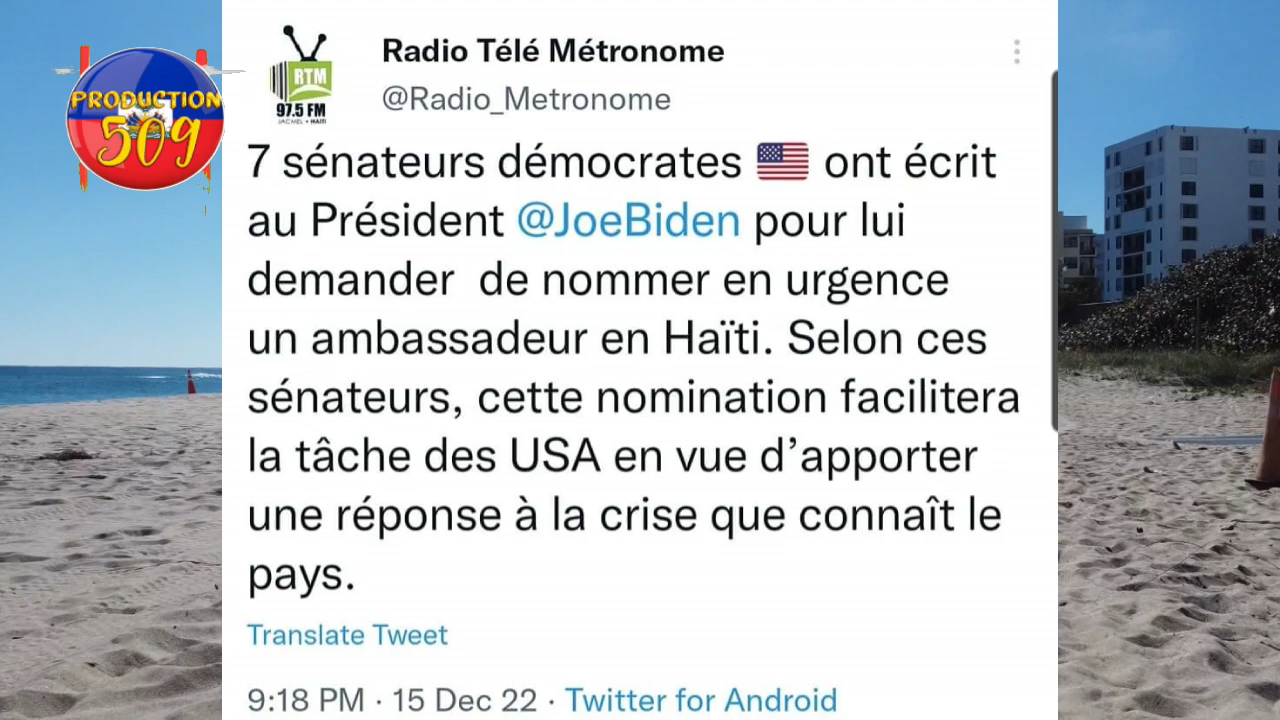 PRODUCTION
509
RTM
97.5 FM
JACMEL • HAITI
Radio Télé Métronome
@Radio_Metronome
7 sénateurs démocrates 🇺🇸 ont écrit
au Président @JoeBiden pour lui
demander de nommer en urgence
un ambassadeur en Haïti. Selon ces
sénateurs, cette nomination facilitera
la tâche des USA en vue d’apporter
une réponse à la crise que connaît le
pays.
Translate Tweet
9:18 PM · 15 Dec 22 · Twitter for Android